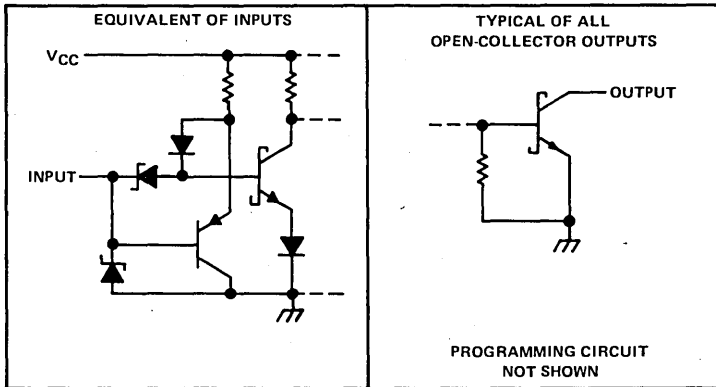 EQUIVALENT OF INPUTS
VCC
INPUT
TYPICAL OF ALL
OPEN-COLLECTOR OUTPUTS
OUTPUT
PROGRAMMING CIRCUIT
NOT SHOWN